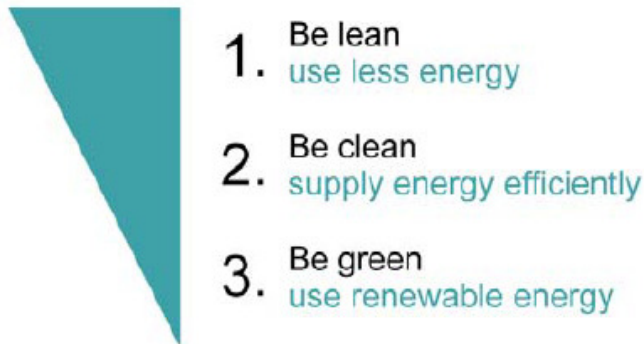 1. Be lean
use less energy
2. Be clean
supply energy efficiently
3. Be green
use renewable energy